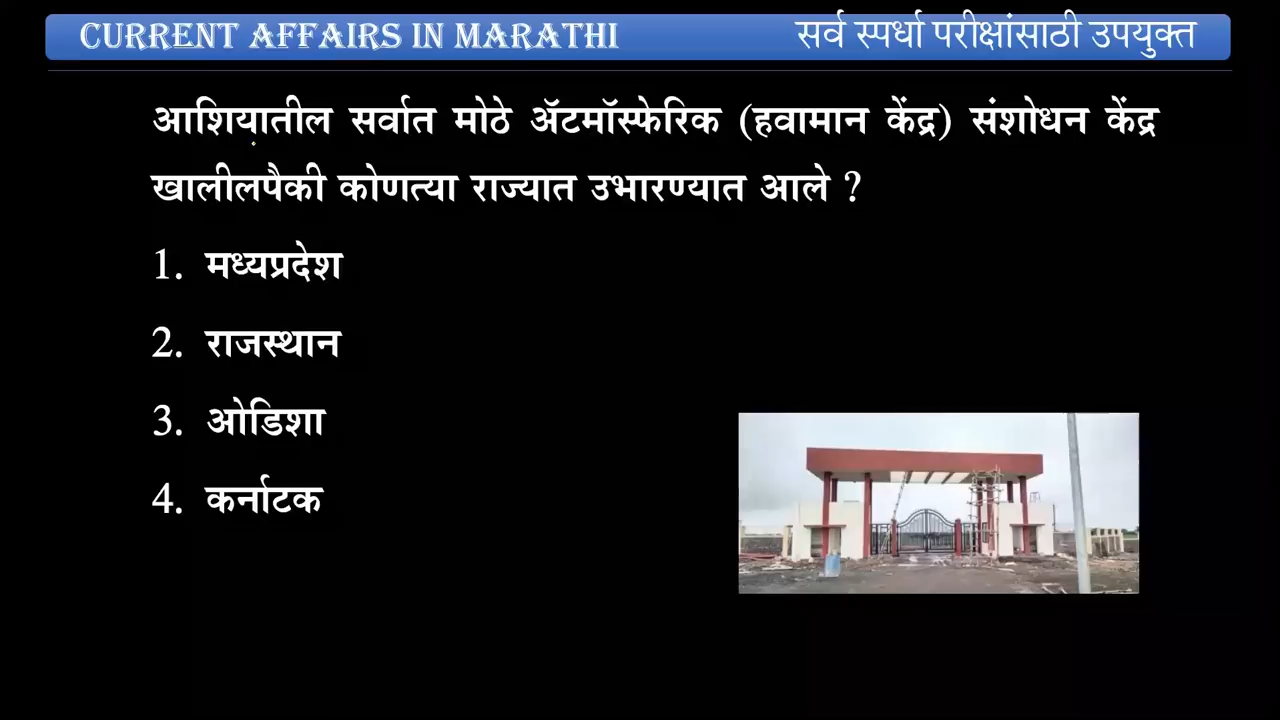 CURRENT AFFAIRS IN MARATHI
सर्व स्पर्धा परीक्षांसाठी उपयुक्त
आशियातील सर्वात मोठे ॲटमॉस्फेरिक (हवामान केंद्र) संशोधन केंद्र
खालीलपैकी कोणत्या राज्यात उभारण्यात आले ?
1. मध्यप्रदेश
2. राजस्थान
3. ओडिशा
4. कर्नाटक